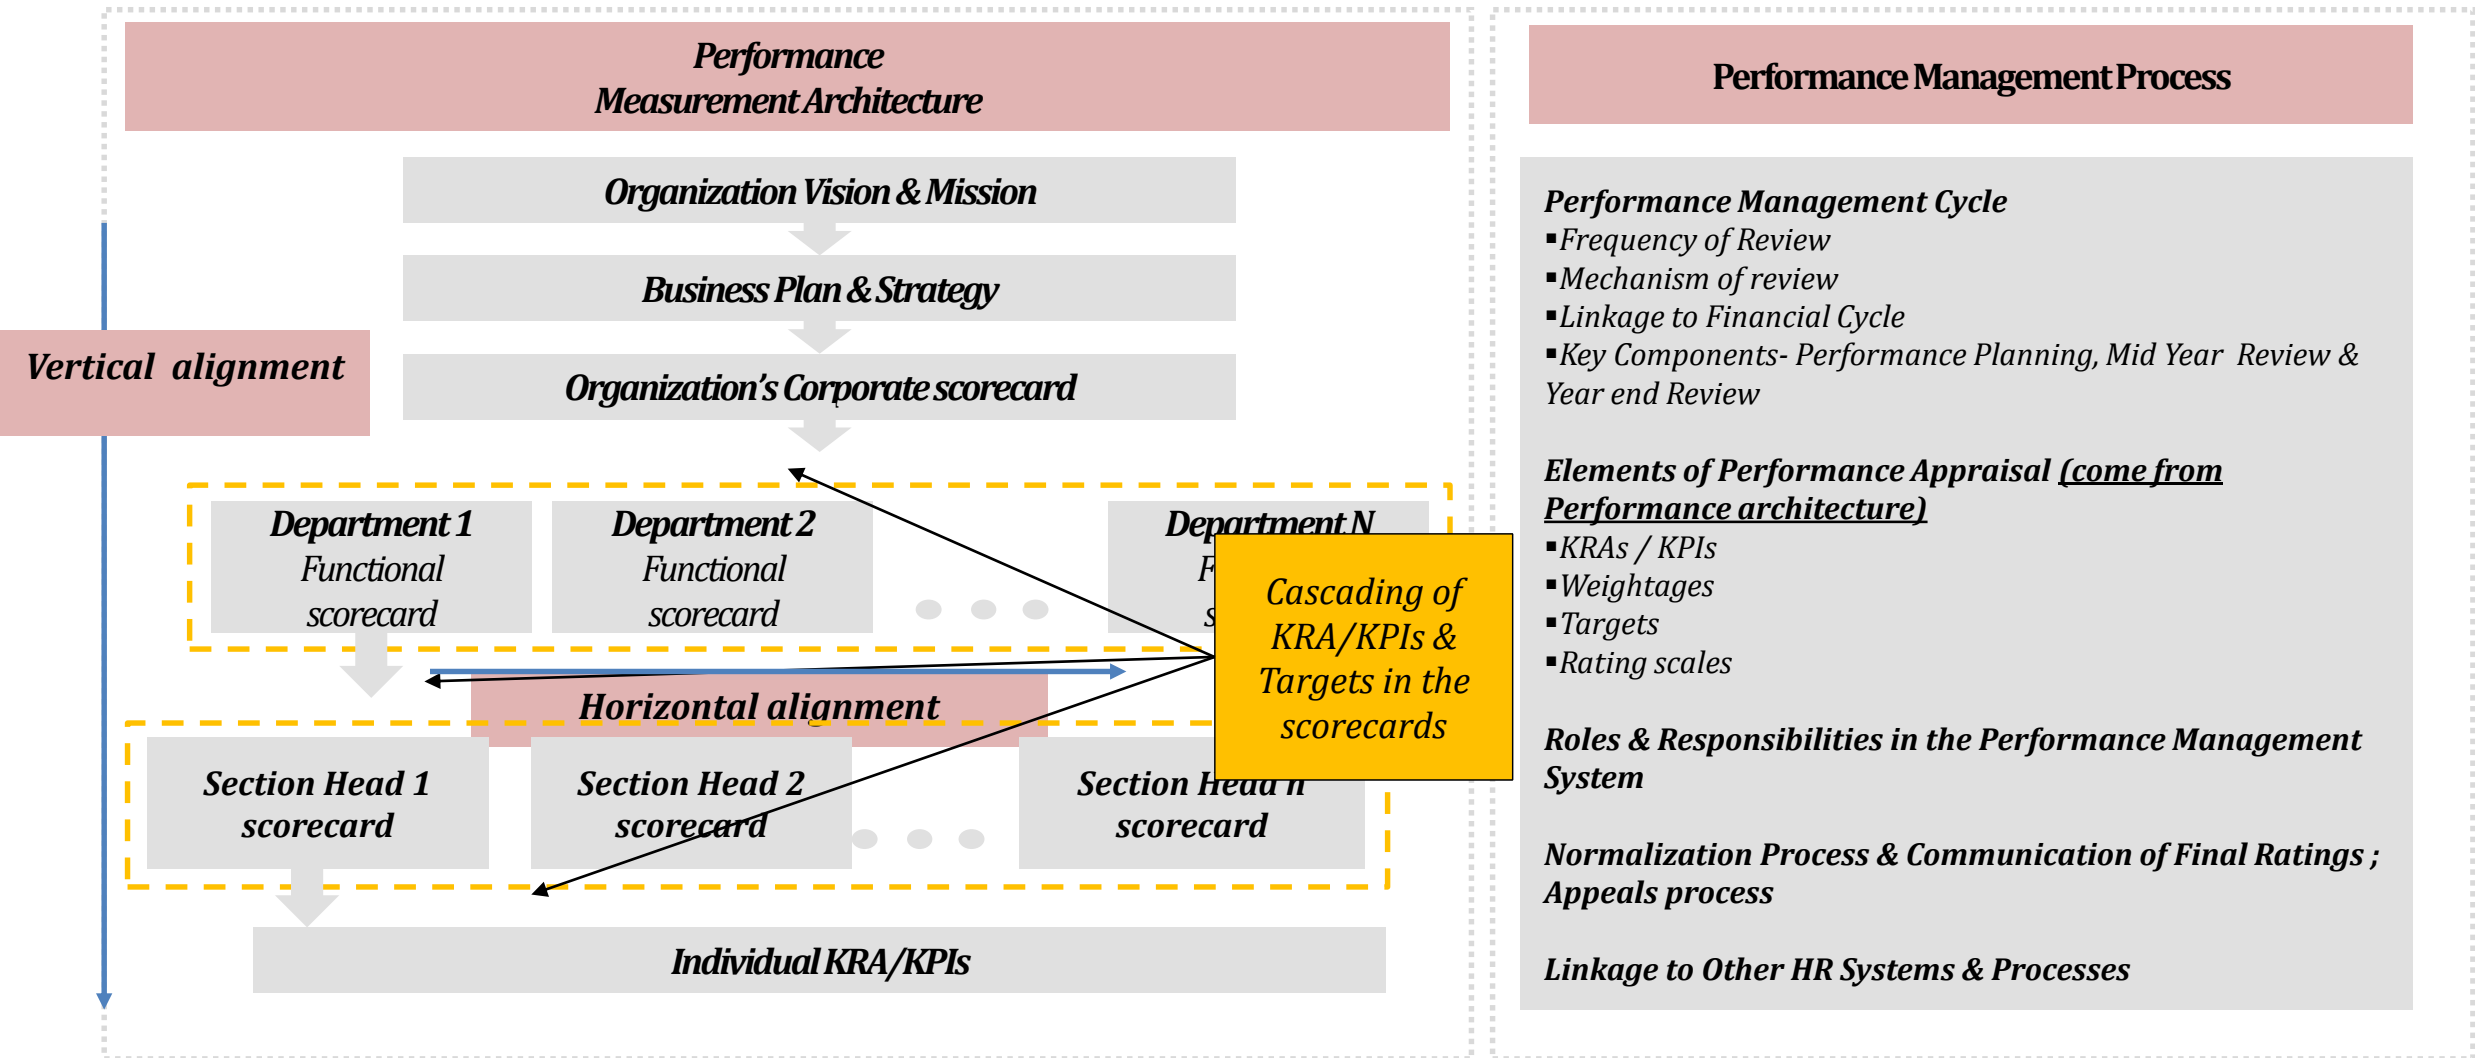 Performance
Measurement Architecture
Organization Vision & Mission
Business Plan & Strategy
Vertical  alignment
Organization’s Corporate scorecard
Department 1
Functional
scorecard
Department 2
Functional
scorecard
Department N
F
s
Cascading of
KRA/KPIs &
Targets in the
scorecards
Horizontal alignment
Section Head 1
scorecard
Section Head 2
scorecard
Section Head n
scorecard
Individual KRA/KPIs
Performance Management Process
Performance Management Cycle
▪Frequency of Review
▪Mechanism of review
▪Linkage to Financial Cycle
▪Key Components- Performance Planning, Mid Year  Review &
Year end Review
Elements of Performance Appraisal (come from
Performance architecture)
▪KRAs / KPIs
▪Weightages
▪Targets
▪Rating scales
Roles & Responsibilities in the Performance Management
System
Normalization Process & Communication of Final Ratings ;
Appeals process
Linkage to Other HR Systems & Processes